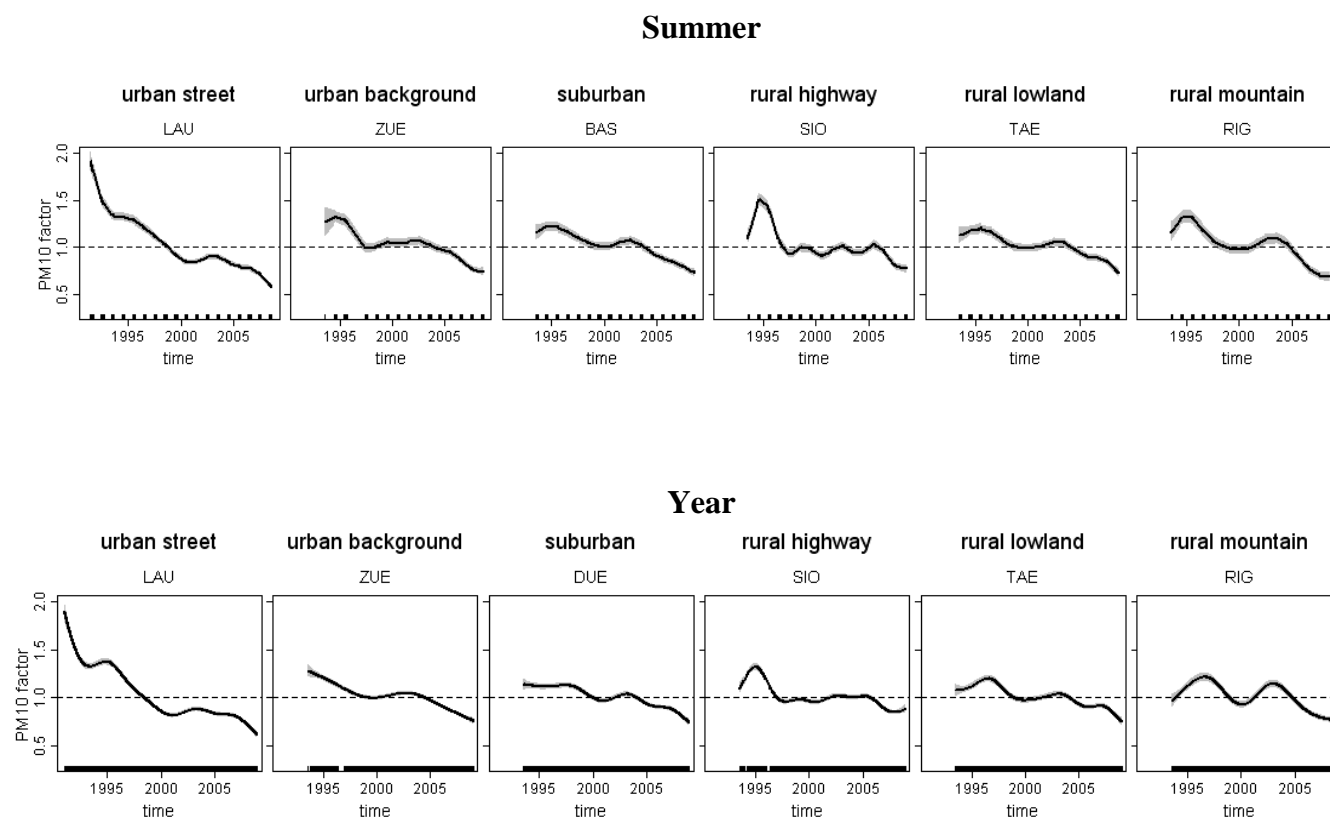 Summer
urban street urban background suburban rural highway rural lowland rural mountain
LAU ZUE BAS SIO TAE RIG
PM10 factor
0.5 1.0 1.5 2.0
1995 2000 2005 1995 2000 2005 1995 2000 2005 1995 2000 2005 1995 2000 2005 1995 2000 2005
time time time time time time
Year
urban street urban background suburban rural highway rural lowland rural mountain
LAU ZUE DUE SIO TAE RIG
PM10 factor
0.5 1.0 1.5 2.0
1995 2000 2005 1995 2000 2005 1995 2000 2005 1995 2000 2005 1995 2000 2005 1995 2000 2005
time time time time time time